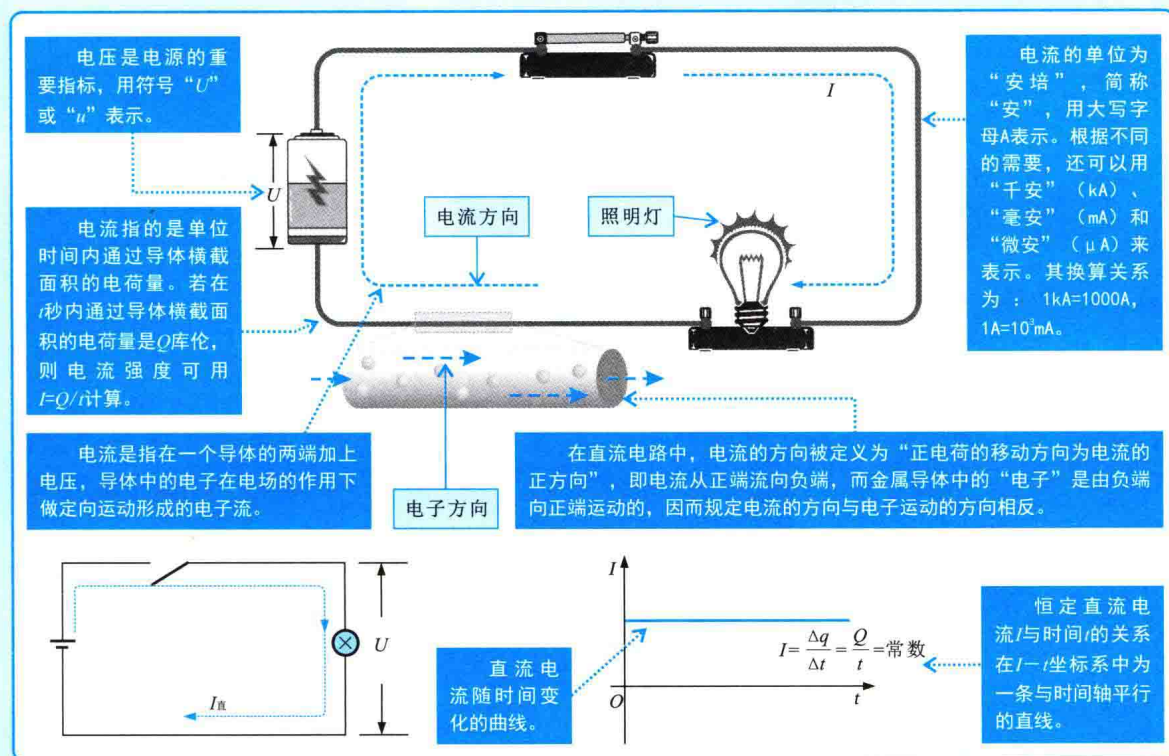 电压是电源的重
要指标，用符号“U”
或“u”表示。
I
电流的单位为
“安培”，简称
“安”，用大写字
母A表示。根据不同
的需要，还可以用
“千安”（kA）、
“毫安”（mA）和
“微安”（μA）来
表示。其换算关系
为：1kA=1000A，
1A=10³mA。
U
电流方向
照明灯
电流指的是单位
时间内通过导体横截
面积的电荷量。若在
t秒内通过导体横截面
积的电荷量是Q库伦，
则电流强度可用
I=Q/t计算。
电流是指在一个导体的两端加上
电压，导体中的电子在电场的作用下
做定向运动形成的电子流。
电子方向
在直流电路中，电流的方向被定义为“正电荷的移动方向为电流的
正方向”，即电流从正端流向负端，而金属导体中的“电子”是由负端
向正端运动的，因而规定电流的方向与电子运动的方向相反。
U
I直
直流电
流随时间变
化的曲线。
I
I=Δq/Δt=Q/t=常数
O
t
恒定直流电
流I与时间t的关系
在I－t坐标系中为
一条与时间轴平行
的直线。